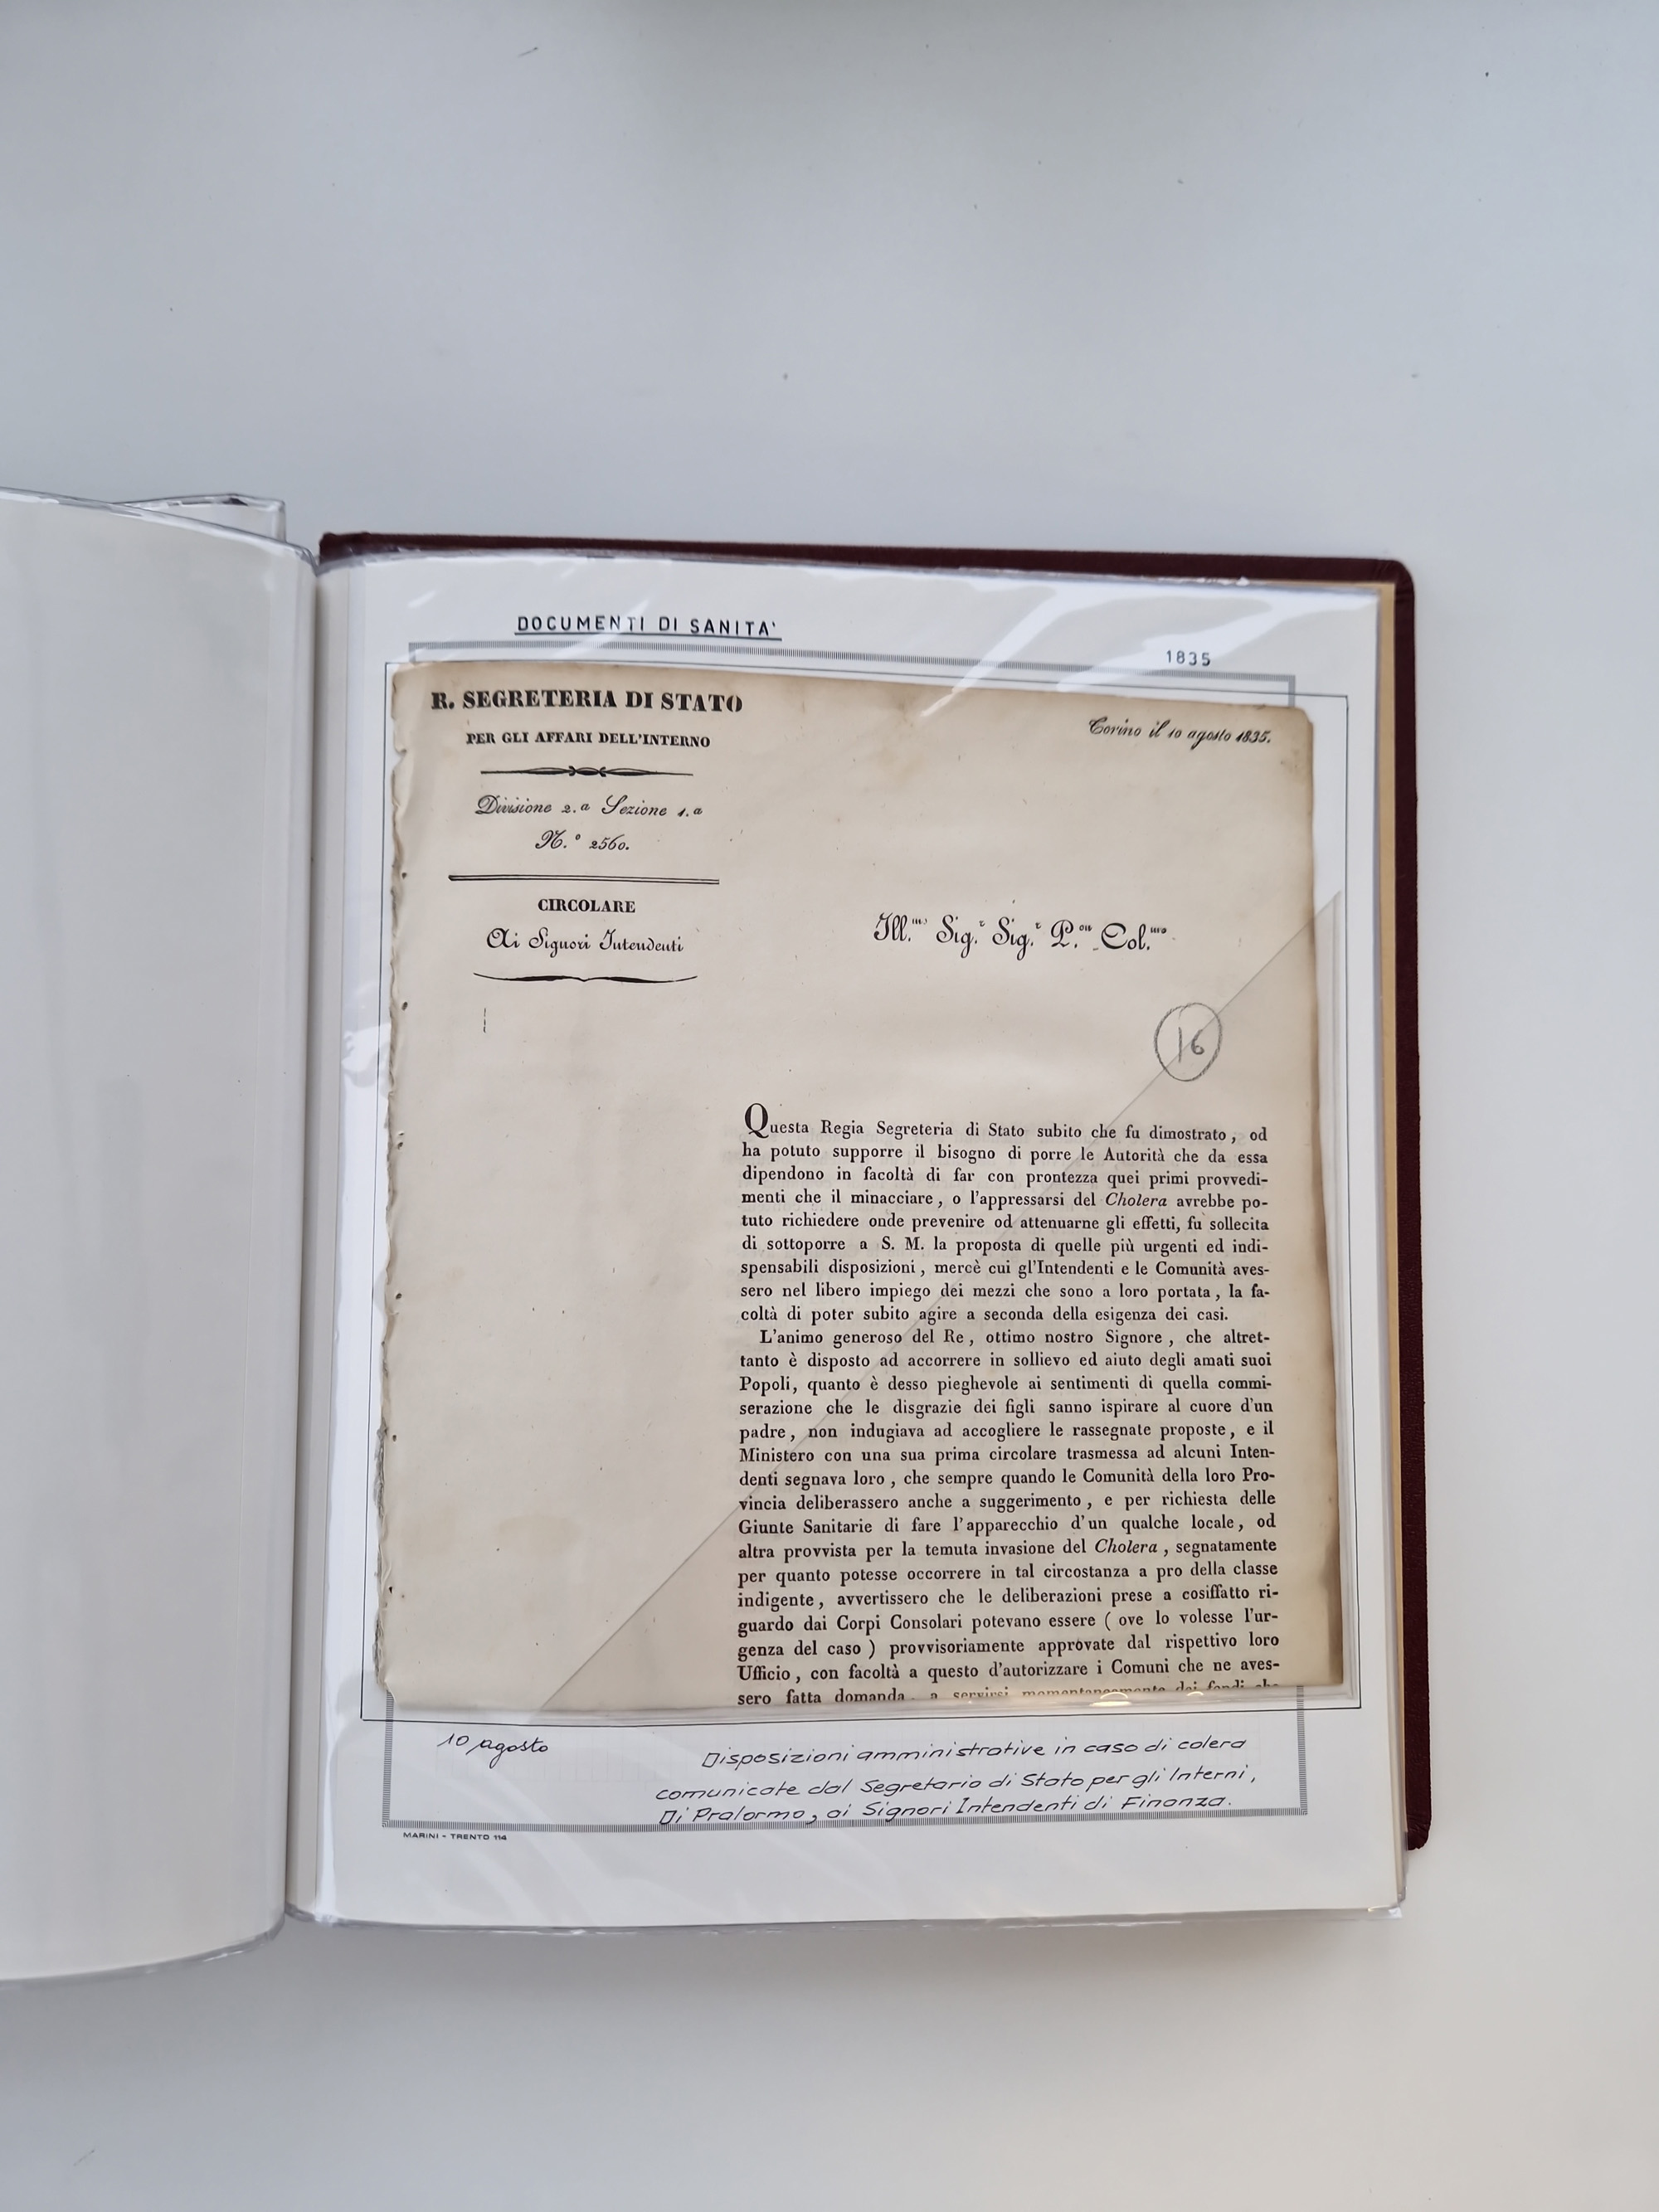 DOCUMENTI DI SANITA'
1835
R. SEGRETERIA DI STATO
PER GLI AFFARI DELL'INTERNO
Torino il 10 agosto 1835.
Divisione 2.a Sezione 1.a
N.° 2560.
CIRCOLARE
Ai Signori Intendenti
Ill.mo Sig.r Sig.r P.on Col.mo
16
Questa Regia Segreteria di Stato subito che fu dimostrato, od
ha potuto supporre il bisogno di porre le Autorità che da essa
dipendono in facoltà di far con prontezza quei primi provvedi-
menti che il minacciare, o l'appressarsi del Cholera avrebbe po-
tuto richiedere onde prevenire od attenuarne gli effetti, fu sollecita
di sottoporre a S. M. la proposta di quelle più urgenti ed indi-
spensabili disposizioni, mercè cui gl'Intendenti e le Comunità aves-
sero nel libero impiego dei mezzi che sono a loro portata, la fa-
coltà di poter subito agire a seconda della esigenza dei casi.
L'animo generoso del Re, ottimo nostro Signore, che altret-
tanto è disposto ad accorrere in sollievo ed aiuto degli amati suoi
Popoli, quanto è desso pieghevole ai sentimenti di quella commi-
serazione che le disgrazie dei figli sanno ispirare al cuore d'un
padre, non indugiava ad accogliere le rassegnate proposte, e il
Ministero con una sua prima circolare trasmessa ad alcuni Inten-
denti segnava loro, che sempre quando le Comunità della loro Pro-
vincia deliberassero anche a suggerimento, e per richiesta delle
Giunte Sanitarie di fare l'apparecchio d'un qualche locale, od
altra provvista per la temuta invasione del Cholera, segnatamente
per quanto potesse occorrere in tal circostanza a pro della classe
indigente, avvertissero che le deliberazioni prese a cosiffatto ri-
guardo dai Corpi Consolari potevano essere ( ove lo volesse l'ur-
genza del caso ) provvisoriamente approvate dal rispettivo loro
Ufficio, con facoltà a questo d'autorizzare i Comuni che ne aves-
sero fatta domanda, a servirsi momentaneamente dei fondi che
10 agosto
Disposizioni amministrative in caso di colera
comunicate dal Segretario di Stato per gli Interni,
Di Pralormo, ai Signori Intendenti di Finanza.
MARINI - TRENTO 114